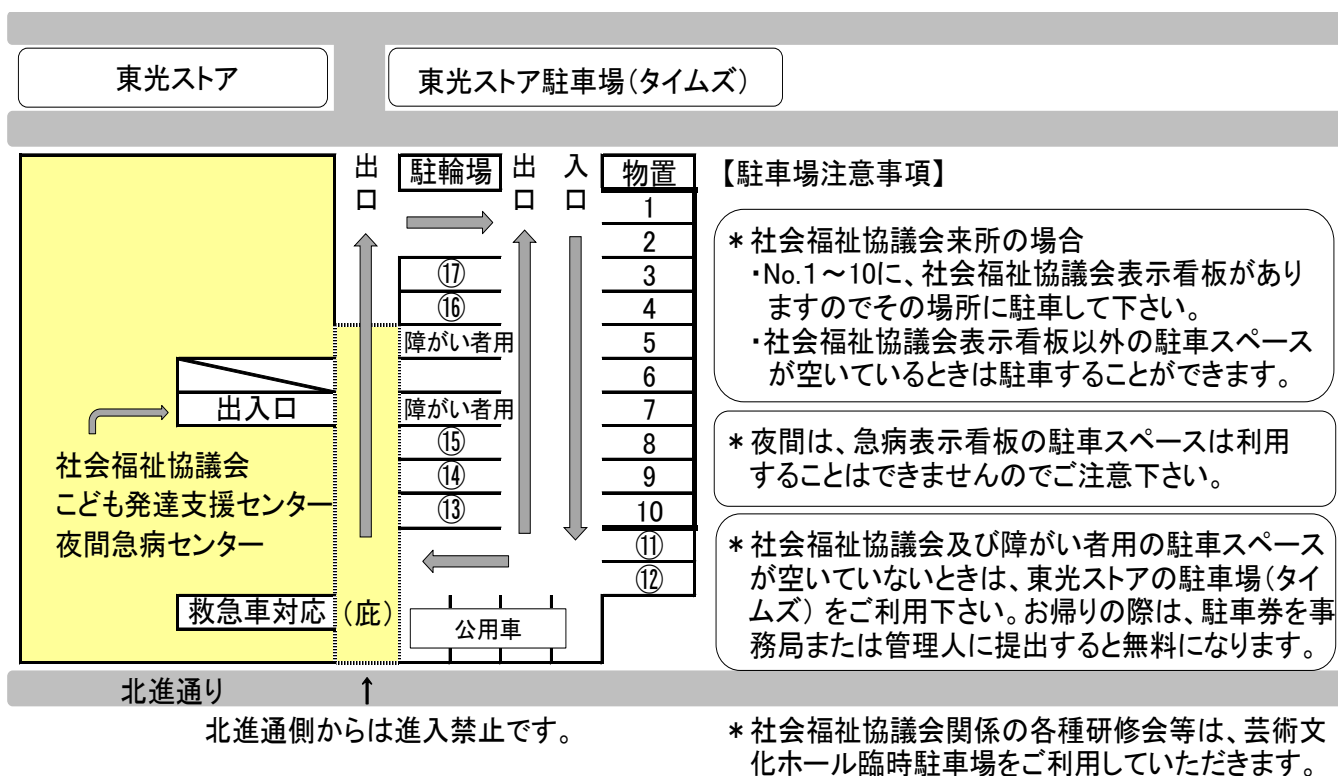 東光ストア
東光ストア駐車場(タイムズ)
出口
駐輪場
出口
入口
物置
1
2
3
4
5
6
7
8
9
10
⑪
⑫
⑰
⑯
障がい者用
障がい者用
⑮
⑭
⑬
出入口
社会福祉協議会
こども発達支援センター
夜間急病センター
救急車対応
(庇)
公用車
北進通り
↑
北進通側からは進入禁止です。
【駐車場注意事項】
*社会福祉協議会来所の場合
・No.1~10に、社会福祉協議会表示看板があり
ますのでその場所に駐車して下さい。
・社会福祉協議会表示看板以外の駐車スペース
が空いているときは駐車することができます。
*夜間は、急病表示看板の駐車スペースは利用
することはできませんのでご注意下さい。
*社会福祉協議会及び障がい者用の駐車スペース
が空いていないときは、東光ストアの駐車場(タイ
ムズ) をご利用下さい。お帰りの際は、駐車券を事
務局または管理人に提出すると無料になります。
*社会福祉協議会関係の各種研修会等は、芸術文
化ホール臨時駐車場をご利用していただきます。